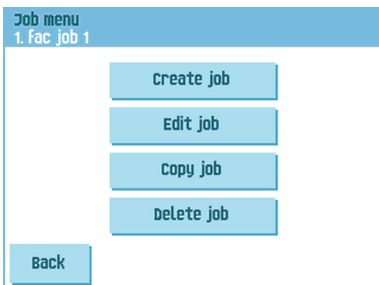 Job menu
1. Fac job 1
Create job
Edit job
Copy job
Delete job
Back